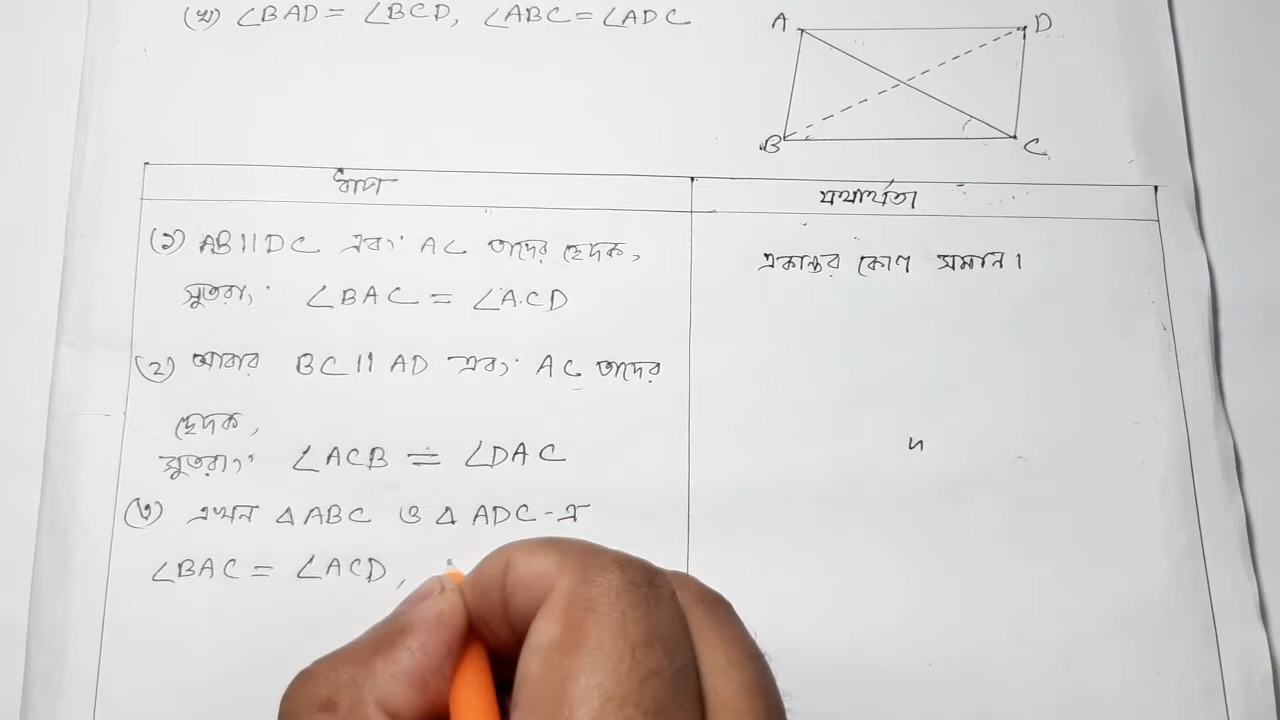 (খ) ∠BAD = ∠BCD, ∠ABC = ∠ADC
A D
B C
ধাপ যথার্থতা
(১) AB || DC এবং AC তাদের ছেদক, একান্তর কোণ সমান।
সুতরাং ∠BAC = ∠ACD
(২) আবার BC || AD এবং AC তাদের
ছেদক,
সুতরাং ∠ACB = ∠DAC "
(৩) এখন Δ ABC ও Δ ADC-এ
∠BAC = ∠ACD,